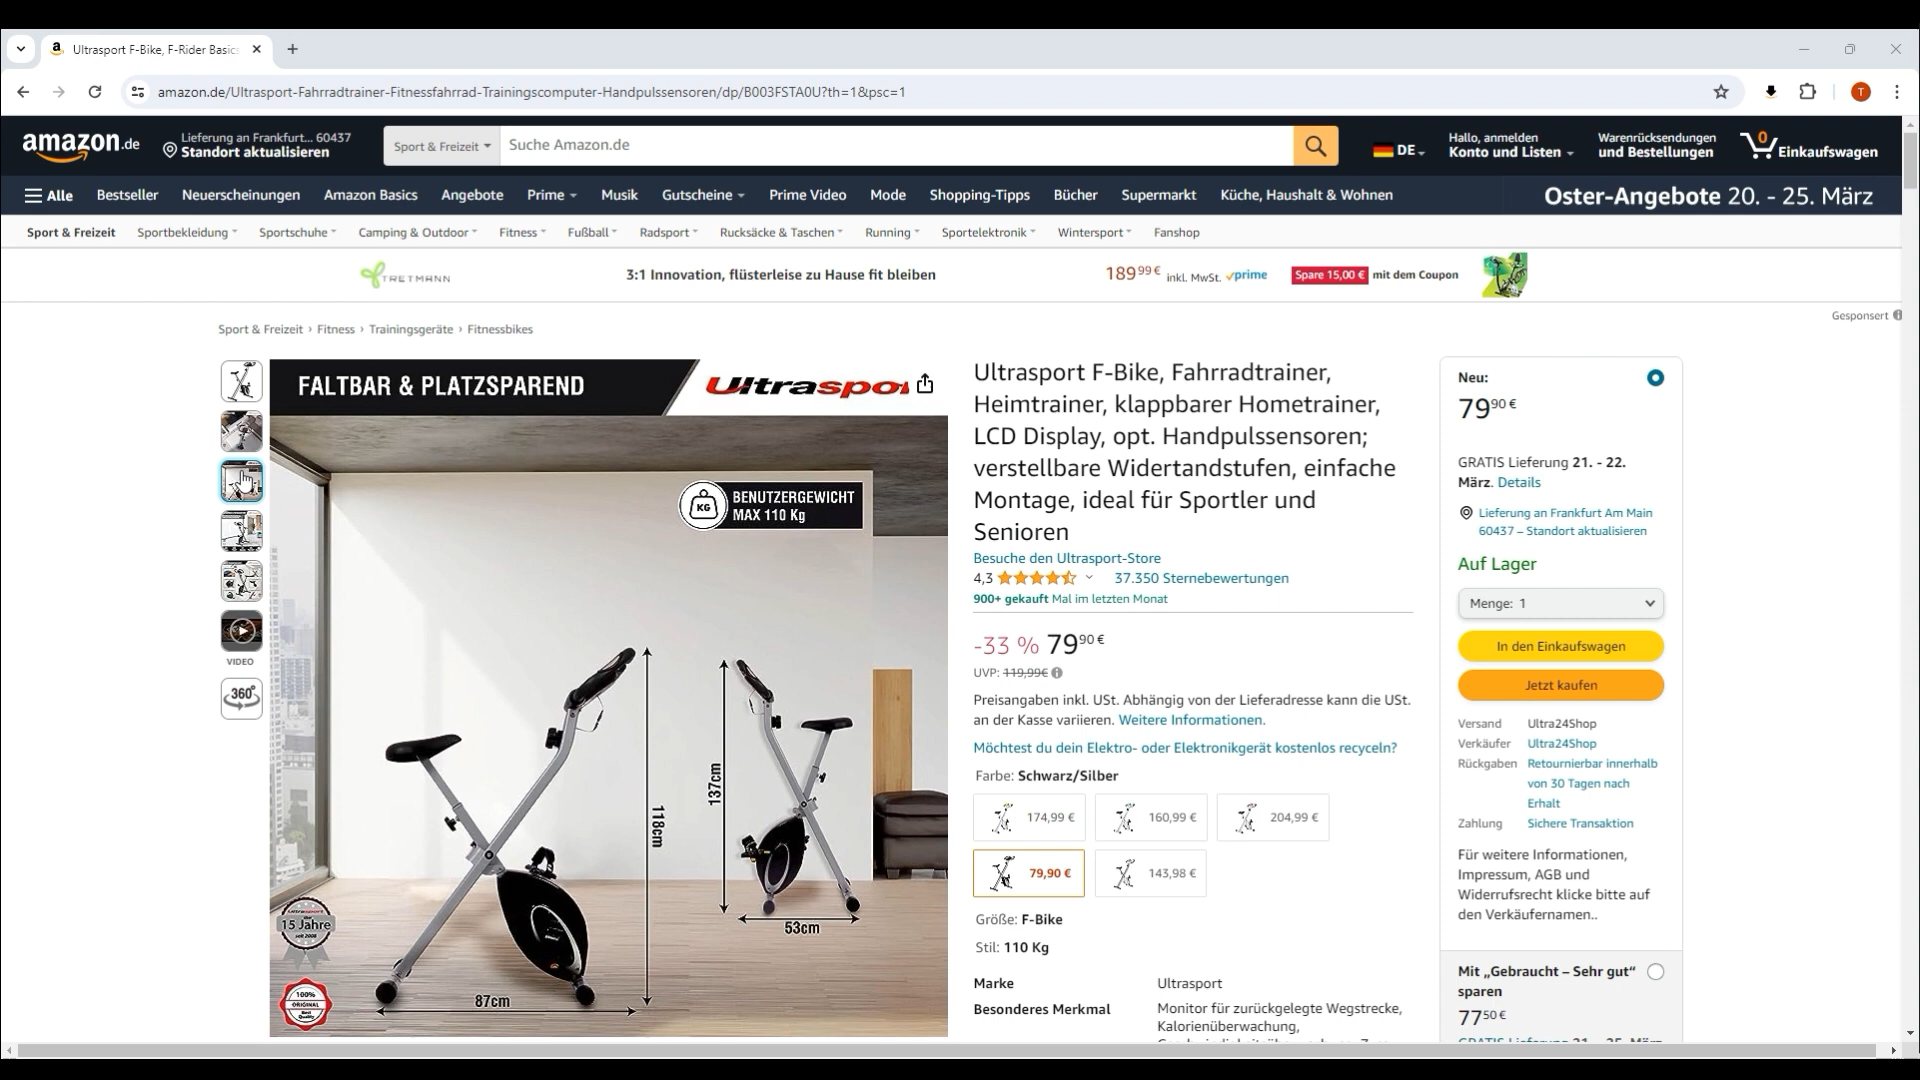 Ultrasport F-Bike, F-Rider Basics
amazon.de/Ultrasport-Fahrradtrainer-Fitnessfahrrad-Trainingscomputer-Handpulssensoren/dp/B003FSTA0U?th=1&psc=1
T
amazon.de
Lieferung an Frankfurt... 60437
Standort aktualisieren
Sport & Freizeit
Suche Amazon.de
DE
Hallo, anmelden
Konto und Listen
Warenrücksendungen
und Bestellungen
0
Einkaufswagen
Alle Bestseller Neuerscheinungen Amazon Basics Angebote Prime Musik Gutscheine Prime Video Mode Shopping-Tipps Bücher Supermarkt Küche, Haushalt & Wohnen
Oster-Angebote 20. - 25. März
Sport & Freizeit Sportbekleidung Sportschuhe Camping & Outdoor Fitness Fußball Radsport Rucksäcke & Taschen Running Sportelektronik Wintersport Fanshop
TRETMANN 3:1 Innovation, flüsterleise zu Hause fit bleiben 189⁹⁹€ inkl. MwSt. prime Spare 15,00 € mit dem Coupon
Gesponsert
Sport & Freizeit › Fitness › Trainingsgeräte › Fitnessbikes
VIDEO
360°
FALTBAR & PLATZSPAREND
Ultraspor
KG
BENUTZERGEWICHT
MAX 110 Kg
118cm
137cm
87cm
53cm
Ultrasport
15 Jahre
seit 2008
100%
ORIGINAL
Best
Quality
Ultrasport F-Bike, Fahrradtrainer,
Heimtrainer, klappbarer Hometrainer,
LCD Display, opt. Handpulssensoren;
verstellbare Widertandstufen, einfache
Montage, ideal für Sportler und
Senioren
Besuche den Ultrasport-Store
4,3 37.350 Sternebewertungen
900+ gekauft Mal im letzten Monat
-33 % 79⁹⁰€
UVP: 119,99€
Preisangaben inkl. USt. Abhängig von der Lieferadresse kann die USt.
an der Kasse variieren. Weitere Informationen.
Möchtest du dein Elektro- oder Elektronikgerät kostenlos recyceln?
Farbe: Schwarz/Silber
174,99 € 160,99 € 204,99 €
79,90 € 143,98 €
Größe: F-Bike
Stil: 110 Kg
Marke Ultrasport
Besonderes Merkmal Monitor für zurückgelegte Wegstrecke,
Kalorienüberwachung,
Neu:
79⁹⁰€
GRATIS Lieferung 21. - 22.
März. Details
Lieferung an Frankfurt Am Main
60437 – Standort aktualisieren
Auf Lager
Menge: 1
In den Einkaufswagen
Jetzt kaufen
Versand Ultra24Shop
Verkäufer Ultra24Shop
Rückgaben Retournierbar innerhalb
von 30 Tagen nach
Erhalt
Zahlung Sichere Transaktion
Für weitere Informationen,
Impressum, AGB und
Widerrufsrecht klicke bitte auf
den Verkäufernamen..
Mit „Gebraucht – Sehr gut“
sparen
77⁵⁰€